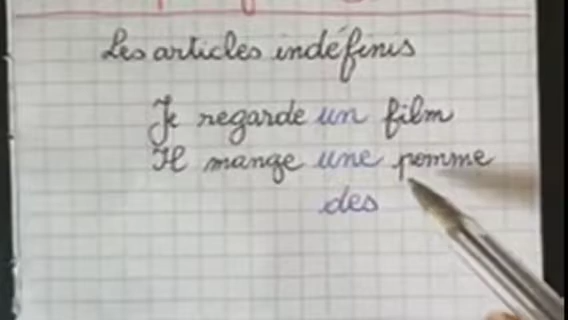 Les articles indéfinis
Je regarde un film
Il mange une pomme
des